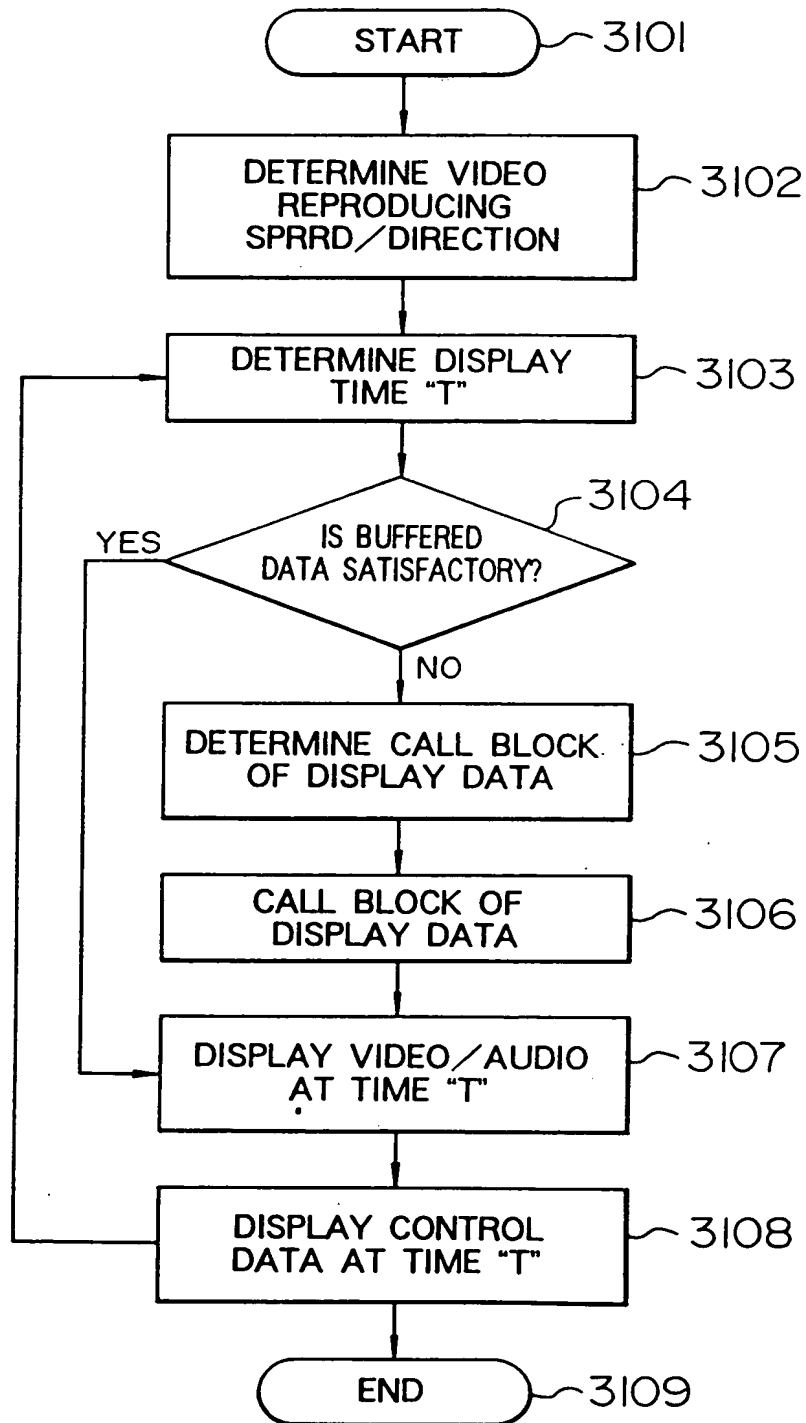 START
3101
DETERMINE VIDEO
REPRODUCING
SPRRD/DIRECTION
3102
DETERMINE DISPLAY
TIME "T"
3103
3104
YES
IS BUFFERED
DATA SATISFACTORY?
NO
DETERMINE CALL BLOCK
OF DISPLAY DATA
3105
CALL BLOCK OF
DISPLAY DATA
3106
DISPLAY VIDEO/AUDIO
AT TIME "T"
3107
DISPLAY CONTROL
DATA AT TIME "T"
3108
END
3109